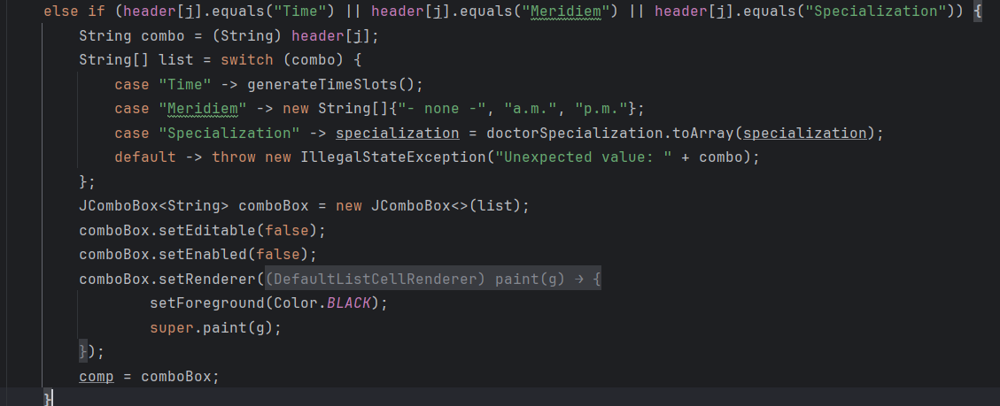 else if (header[j].equals("Time") || header[j].equals("Meridiem") || header[j].equals("Specialization")) {
String combo = (String) header[j];
String[] list = switch (combo) {
case "Time" -> generateTimeSlots();
case "Meridiem" -> new String[]{"- none -", "a.m.", "p.m."};
case "Specialization" -> specialization = doctorSpecialization.toArray(specialization);
default -> throw new IllegalStateException("Unexpected value: " + combo);
};
JComboBox<String> comboBox = new JComboBox<>(list);
comboBox.setEditable(false);
comboBox.setEnabled(false);
comboBox.setRenderer((DefaultListCellRenderer) paint(g) → {
setForeground(Color.BLACK);
super.paint(g);
});
comp = comboBox;
}